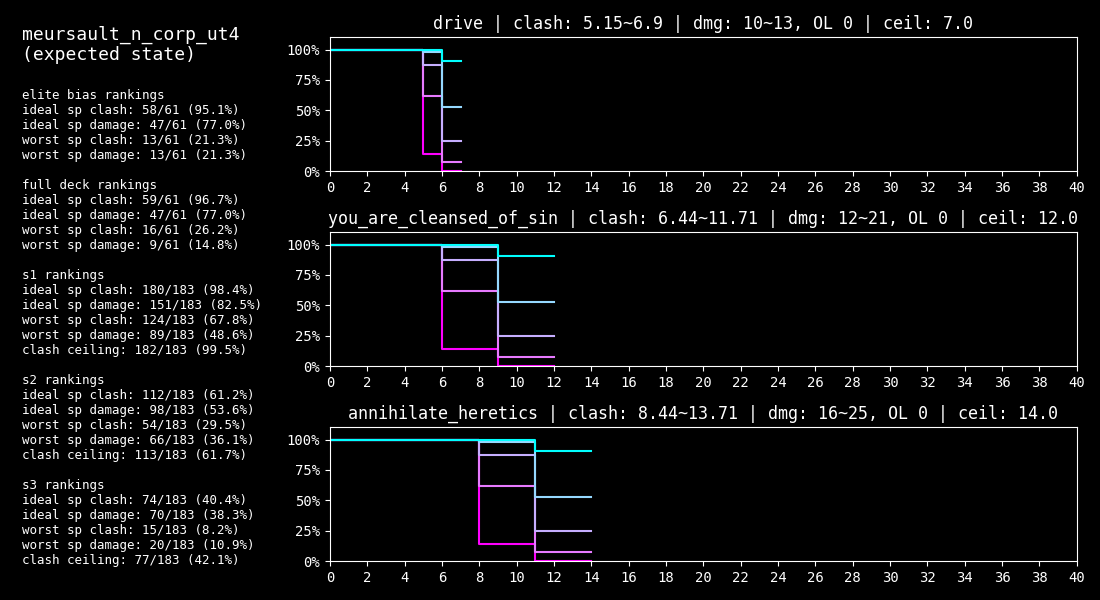 meursault_n_corp_ut4
(expected state)
elite bias rankings
ideal sp clash: 58/61 (95.1%)
ideal sp damage: 47/61 (77.0%)
worst sp clash: 13/61 (21.3%)
worst sp damage: 13/61 (21.3%)
full deck rankings
ideal sp clash: 59/61 (96.7%)
ideal sp damage: 47/61 (77.0%)
worst sp clash: 16/61 (26.2%)
worst sp damage: 9/61 (14.8%)
s1 rankings
ideal sp clash: 180/183 (98.4%)
ideal sp damage: 151/183 (82.5%)
worst sp clash: 124/183 (67.8%)
worst sp damage: 89/183 (48.6%)
clash ceiling: 182/183 (99.5%)
s2 rankings
ideal sp clash: 112/183 (61.2%)
ideal sp damage: 98/183 (53.6%)
worst sp clash: 54/183 (29.5%)
worst sp damage: 66/183 (36.1%)
clash ceiling: 113/183 (61.7%)
s3 rankings
ideal sp clash: 74/183 (40.4%)
ideal sp damage: 70/183 (38.3%)
worst sp clash: 15/183 (8.2%)
worst sp damage: 20/183 (10.9%)
clash ceiling: 77/183 (42.1%)
drive | clash: 5.15~6.9 | dmg: 10~13, OL 0 | ceil: 7.0
100%
75%
50%
25%
0%
0 2 4 6 8 10 12 14 16 18 20 22 24 26 28 30 32 34 36 38 40
you_are_cleansed_of_sin | clash: 6.44~11.71 | dmg: 12~21, OL 0 | ceil: 12.0
100%
75%
50%
25%
0%
0 2 4 6 8 10 12 14 16 18 20 22 24 26 28 30 32 34 36 38 40
annihilate_heretics | clash: 8.44~13.71 | dmg: 16~25, OL 0 | ceil: 14.0
100%
75%
50%
25%
0%
0 2 4 6 8 10 12 14 16 18 20 22 24 26 28 30 32 34 36 38 40